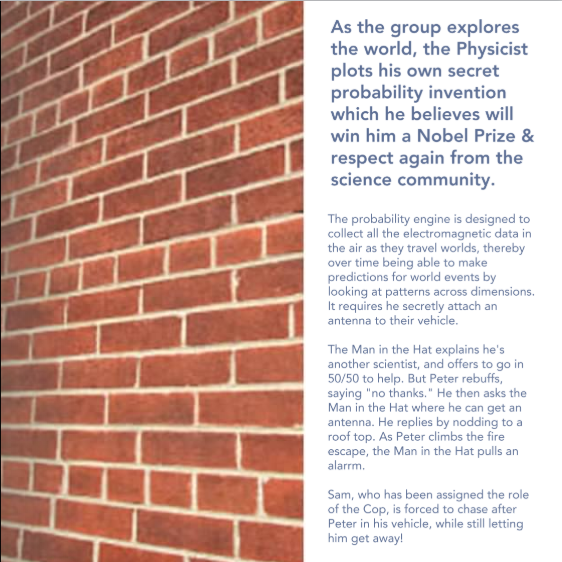 As the group explores
the world, the Physicist
plots his own secret
probability invention
which he believes will
win him a Nobel Prize &
respect again from the
science community.
The probability engine is designed to
collect all the electromagnetic data in
the air as they travel worlds, thereby
over time being able to make
predictions for world events by
looking at patterns across dimensions.
It requires he secretly attach an
antenna to their vehicle.
The Man in the Hat explains he's
another scientist, and offers to go in
50/50 to help. But Peter rebuffs,
saying "no thanks." He then asks the
Man in the Hat where he can get an
antenna. He replies by nodding to a
roof top. As Peter climbs the fire
escape, the Man in the Hat pulls an
alarrm.
Sam, who has been assigned the role
of the Cop, is forced to chase after
Peter in his vehicle, while still letting
him get away!